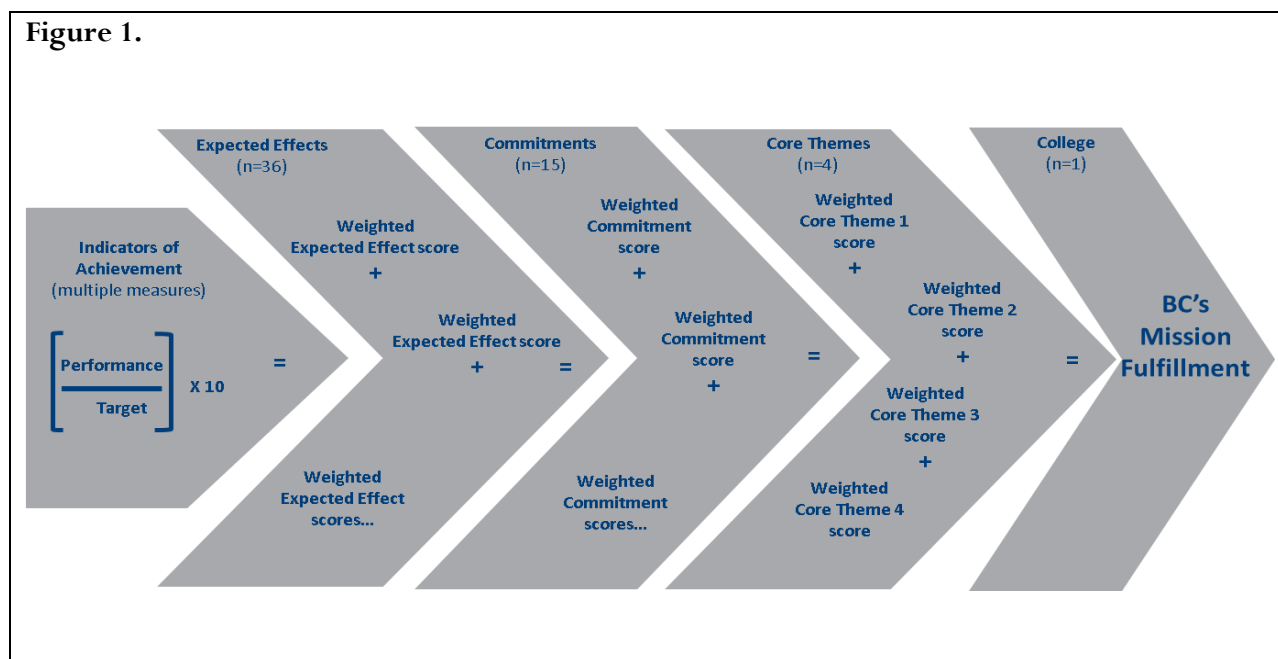 Figure 1.
Indicators of
Achievement
(multiple measures)
Performance
Target
X 10
=
Expected Effects
(n=36)
Weighted
Expected Effect score
+
Weighted
Expected Effect score
+
Weighted
Expected Effect
scores...
=
Commitments
(n=15)
Weighted
Commitment
score
+
Weighted
Commitment
score
+
Weighted
Commitment
scores...
=
Core Themes
(n=4)
Weighted
Core Theme 1
score
+
Weighted
Core Theme 2
score
+
Weighted
Core Theme 3
score
+
Weighted
Core Theme 4
score
=
College
(n=1)
BC's
Mission
Fulfillment